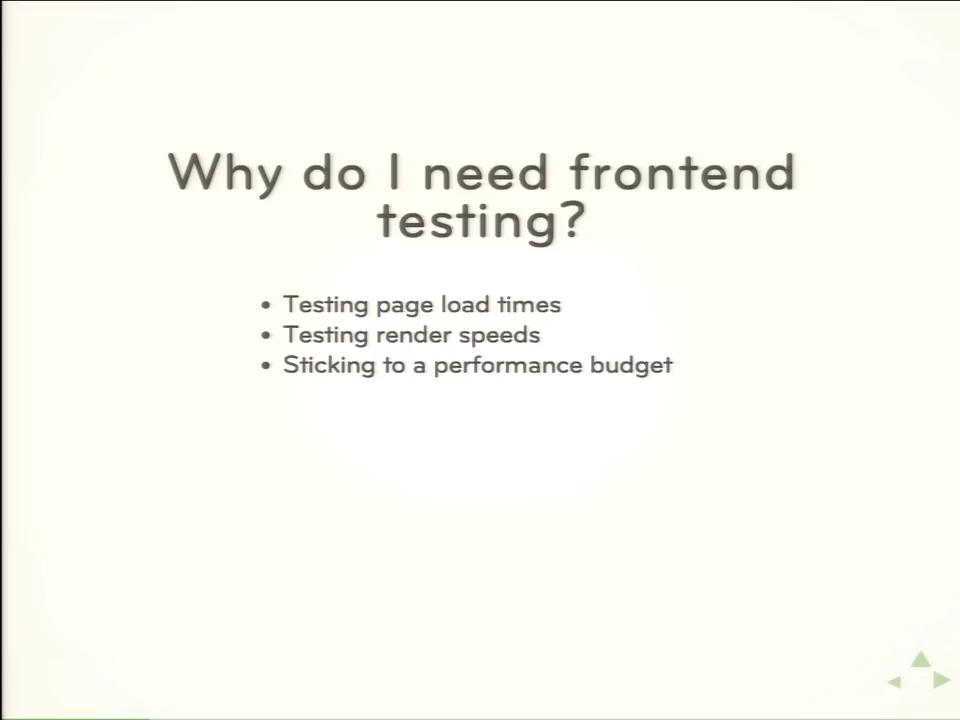 Why do I need frontend
testing?
• Testing page load times
• Testing render speeds
• Sticking to a performance budget